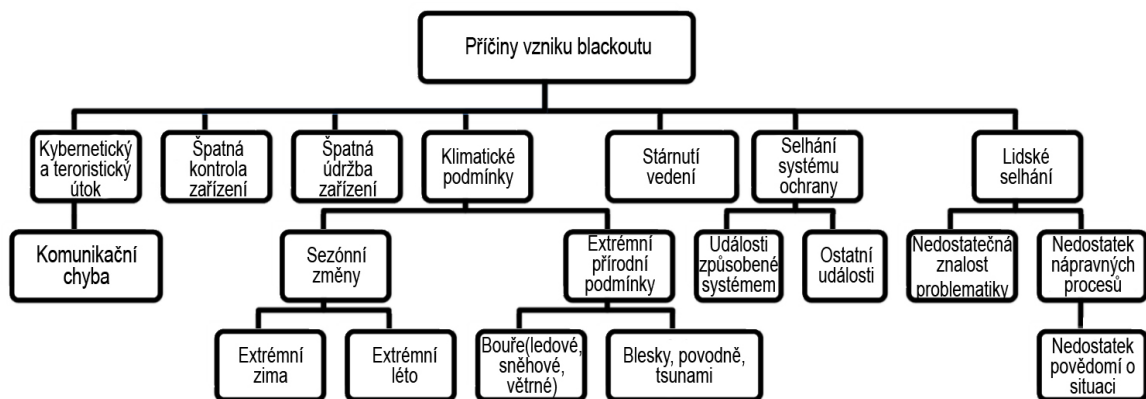 Příčiny vzniku blackoutu
Kybernetický
a teroristický
útok
Špatná
kontrola
zařízení
Špatná
údržba
zařízení
Klimatické
podmínky
Stárnutí
vedení
Selhání
systému
ochrany
Lidské
selhání
Komunikační
chyba
Sezónní
změny
Extrémní
přírodní
podmínky
Události
způsobené
systémem
Ostatní
události
Nedostatečná
znalost
problematiky
Nedostatek
nápravných
procesů
Extrémní
zima
Extrémní
léto
Bouře(ledové,
sněhové,
větrné)
Blesky, povodně,
tsunami
Nedostatek
povědomí o
situaci